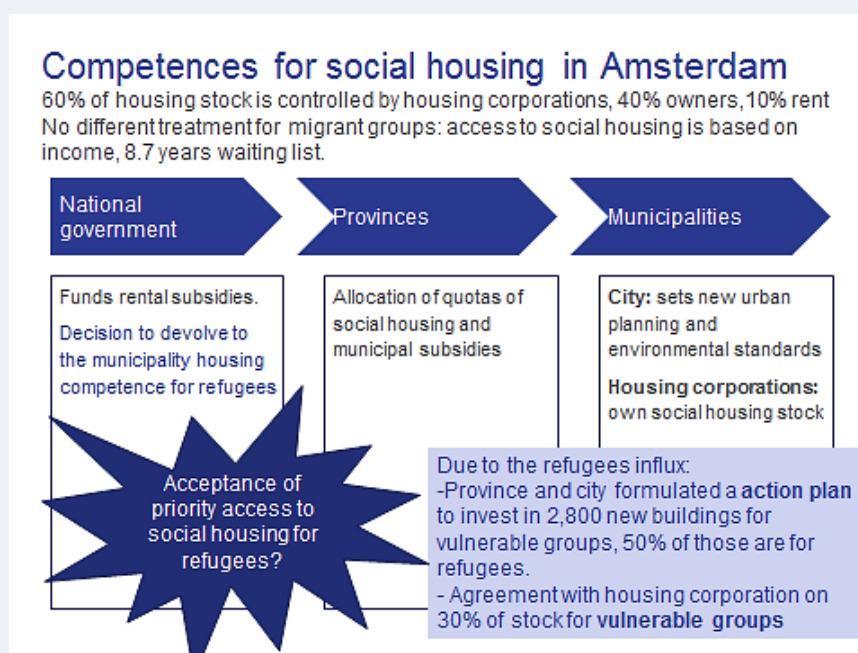 Competences for social housing in Amsterdam
60% of housing stock is controlled by housing corporations, 40% owners, 10% rent
No different treatment for migrant groups: access to social housing is based on
income, 8.7 years waiting list.
National
government
Provinces
Municipalities
Funds rental subsidies.
Decision to devolve to
the municipality housing
competence for refugees
Allocation of quotas of
social housing and
municipal subsidies
City: sets new urban
planning and
environmental standards
Housing corporations:
own social housing stock
Acceptance of
priority access to
social housing for
refugees?
Due to the refugees influx:
-Province and city formulated a action plan
to invest in 2,800 new buildings for
vulnerable groups, 50% of those are for
refugees.
- Agreement with housing corporation on
30% of stock for vulnerable groups